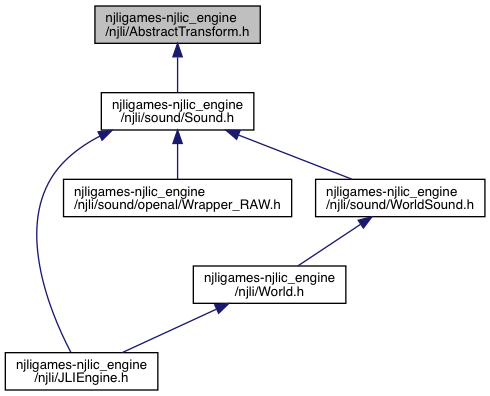 njligames-njlic_engine
/njli/AbstractTransform.h
njligames-njlic_engine
/njli/sound/Sound.h
njligames-njlic_engine
/njli/sound/openal/Wrapper_RAW.h
njligames-njlic_engine
/njli/sound/WorldSound.h
njligames-njlic_engine
/njli/World.h
njligames-njlic_engine
/njli/JLIEngine.h